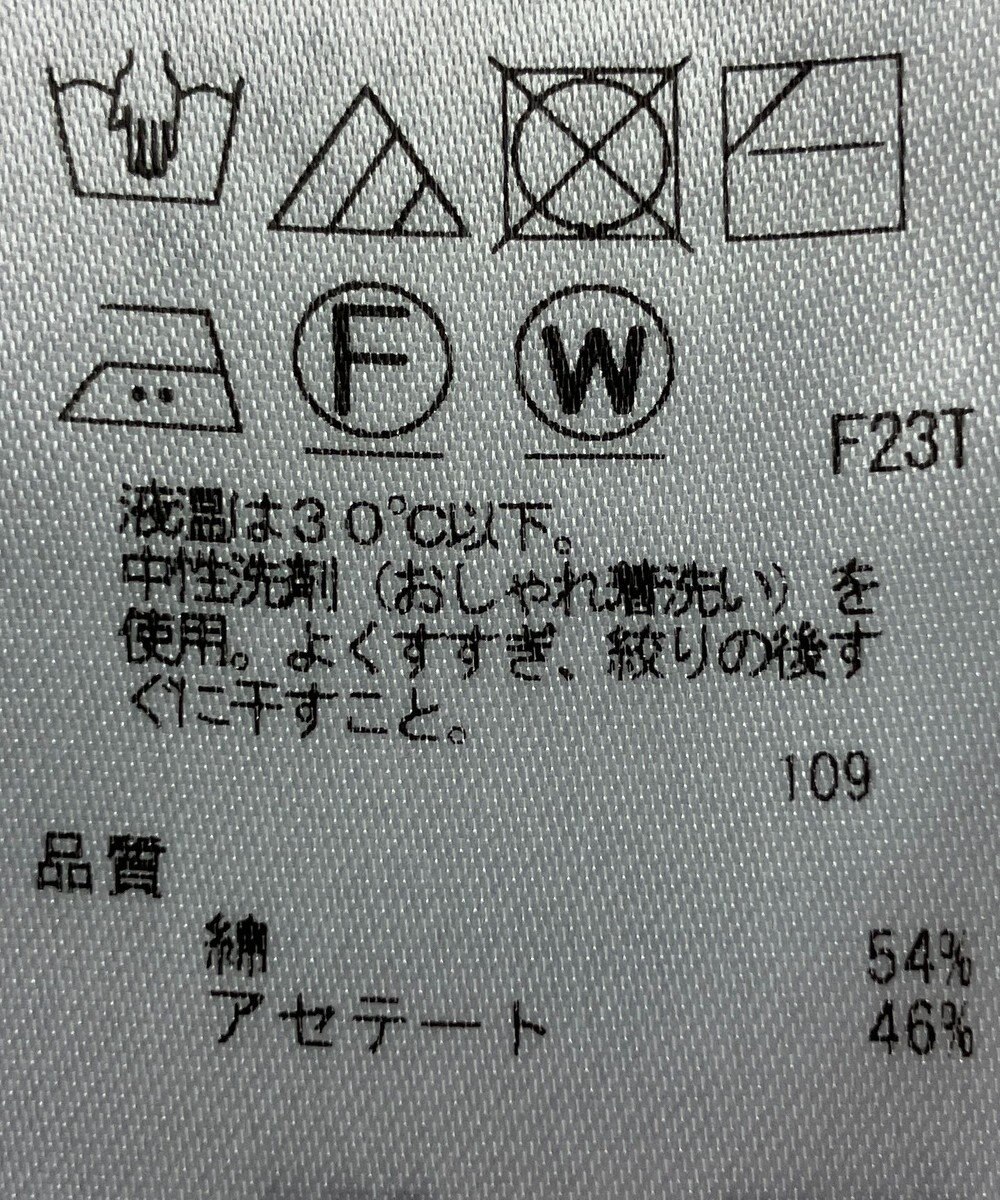 F
W
F23T
液温は30℃以下。
中性洗剤（おしゃれ着洗い）を
使用。よくすすぎ、絞りの後す
ぐに干すこと。
109
品質
綿 54%
アセテート 46%